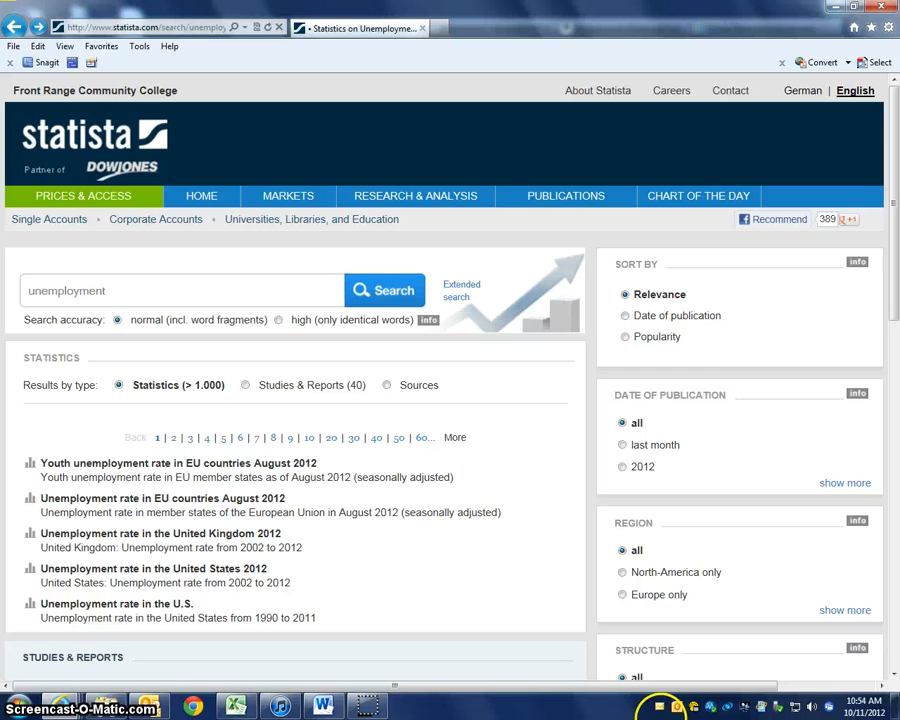 http://www.statista.com/search/unemploy
• Statistics on Unemployme...
File Edit View Favorites Tools Help
x Snagit
x Convert Select
Front Range Community College
About Statista Careers Contact German | English
statista
Partner of DOWJONES
PRICES & ACCESS HOME MARKETS RESEARCH & ANALYSIS PUBLICATIONS CHART OF THE DAY
Single Accounts • Corporate Accounts • Universities, Libraries, and Education
Recommend 389 +1
unemployment
Search
Extended search
Search accuracy: normal (incl. word fragments) high (only identical words) info
STATISTICS
Results by type: Statistics (> 1.000) Studies & Reports (40) Sources
Back 1 | 2 | 3 | 4 | 5 | 6 | 7 | 8 | 9 | 10 | 20 | 30 | 40 | 50 | 60... More
Youth unemployment rate in EU countries August 2012
Youth unemployment rate in EU member states as of August 2012 (seasonally adjusted)
Unemployment rate in EU countries August 2012
Unemployment rate in member states of the European Union in August 2012 (seasonally adjusted)
Unemployment rate in the United Kingdom 2012
United Kingdom: Unemployment rate from 2002 to 2012
Unemployment rate in the United States 2012
United States: Unemployment rate from 2002 to 2012
Unemployment rate in the U.S.
Unemployment rate in the United States from 1990 to 2011
STUDIES & REPORTS
SORT BY info
Relevance
Date of publication
Popularity
DATE OF PUBLICATION info
all
last month
2012
show more
REGION info
all
North-America only
Europe only
show more
STRUCTURE info
all
Screencast-O-Matic.com
10:54 AM
10/11/2012